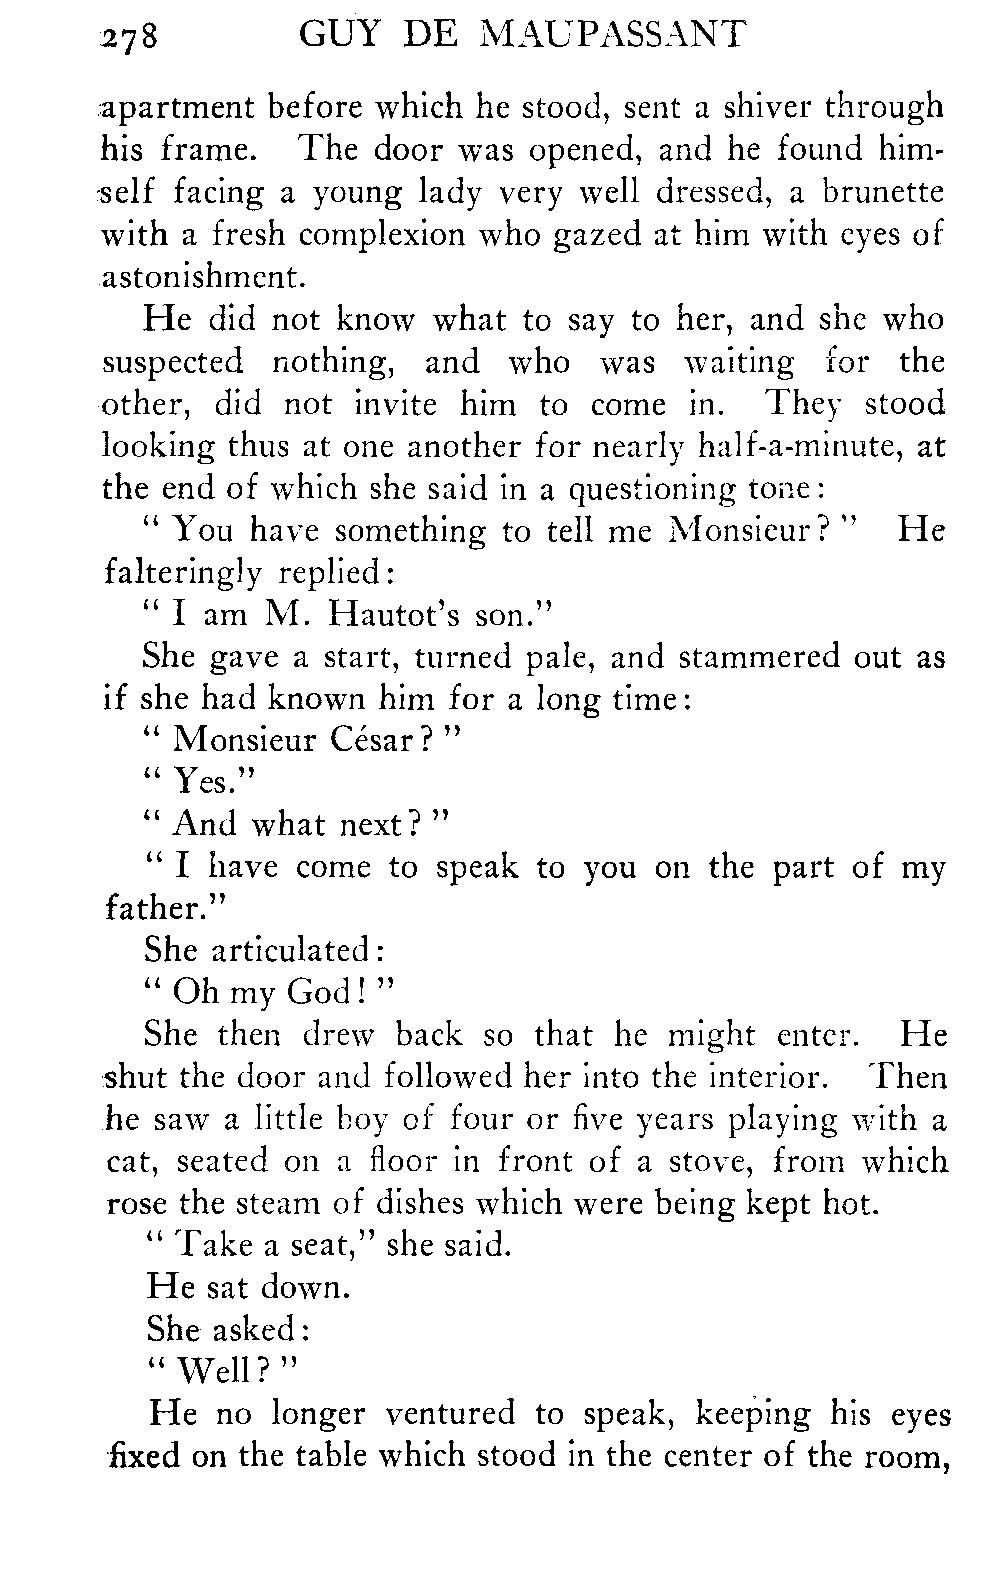 278 GUY DE MAUPASSANT
apartment before which he stood, sent a shiver through
his frame. The door was opened, and he found him-
self facing a young lady very well dressed, a brunette
with a fresh complexion who gazed at him with eyes of
astonishment.
He did not know what to say to her, and she who
suspected nothing, and who was waiting for the
other, did not invite him to come in. They stood
looking thus at one another for nearly half-a-minute, at
the end of which she said in a questioning tone:
" You have something to tell me Monsieur? " He
falteringly replied:
" I am M. Hautot's son."
She gave a start, turned pale, and stammered out as
if she had known him for a long time:
" Monsieur César? "
" Yes."
" And what next? "
" I have come to speak to you on the part of my
father."
She articulated:
" Oh my God! "
She then drew back so that he might enter. He
shut the door and followed her into the interior. Then
he saw a little boy of four or five years playing with a
cat, seated on a floor in front of a stove, from which
rose the steam of dishes which were being kept hot.
" Take a seat," she said.
He sat down.
She asked:
" Well? "
He no longer ventured to speak, keeping his eyes
fixed on the table which stood in the center of the room,